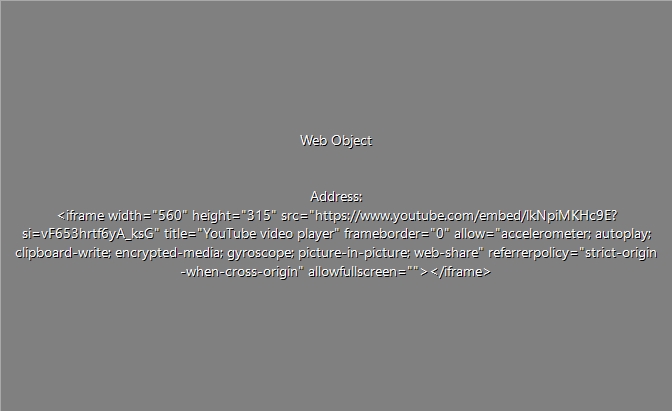 Web Object
Address:
<iframe width="560" height="315" src="https://www.youtube.com/embed/lkNpiMKHc9E?
si=vF653hrtf6yA_ksG" title="YouTube video player" frameborder="0" allow="accelerometer; autoplay;
clipboard-write; encrypted-media; gyroscope; picture-in-picture; web-share" referrerpolicy="strict-origin
-when-cross-origin" allowfullscreen=""></iframe>